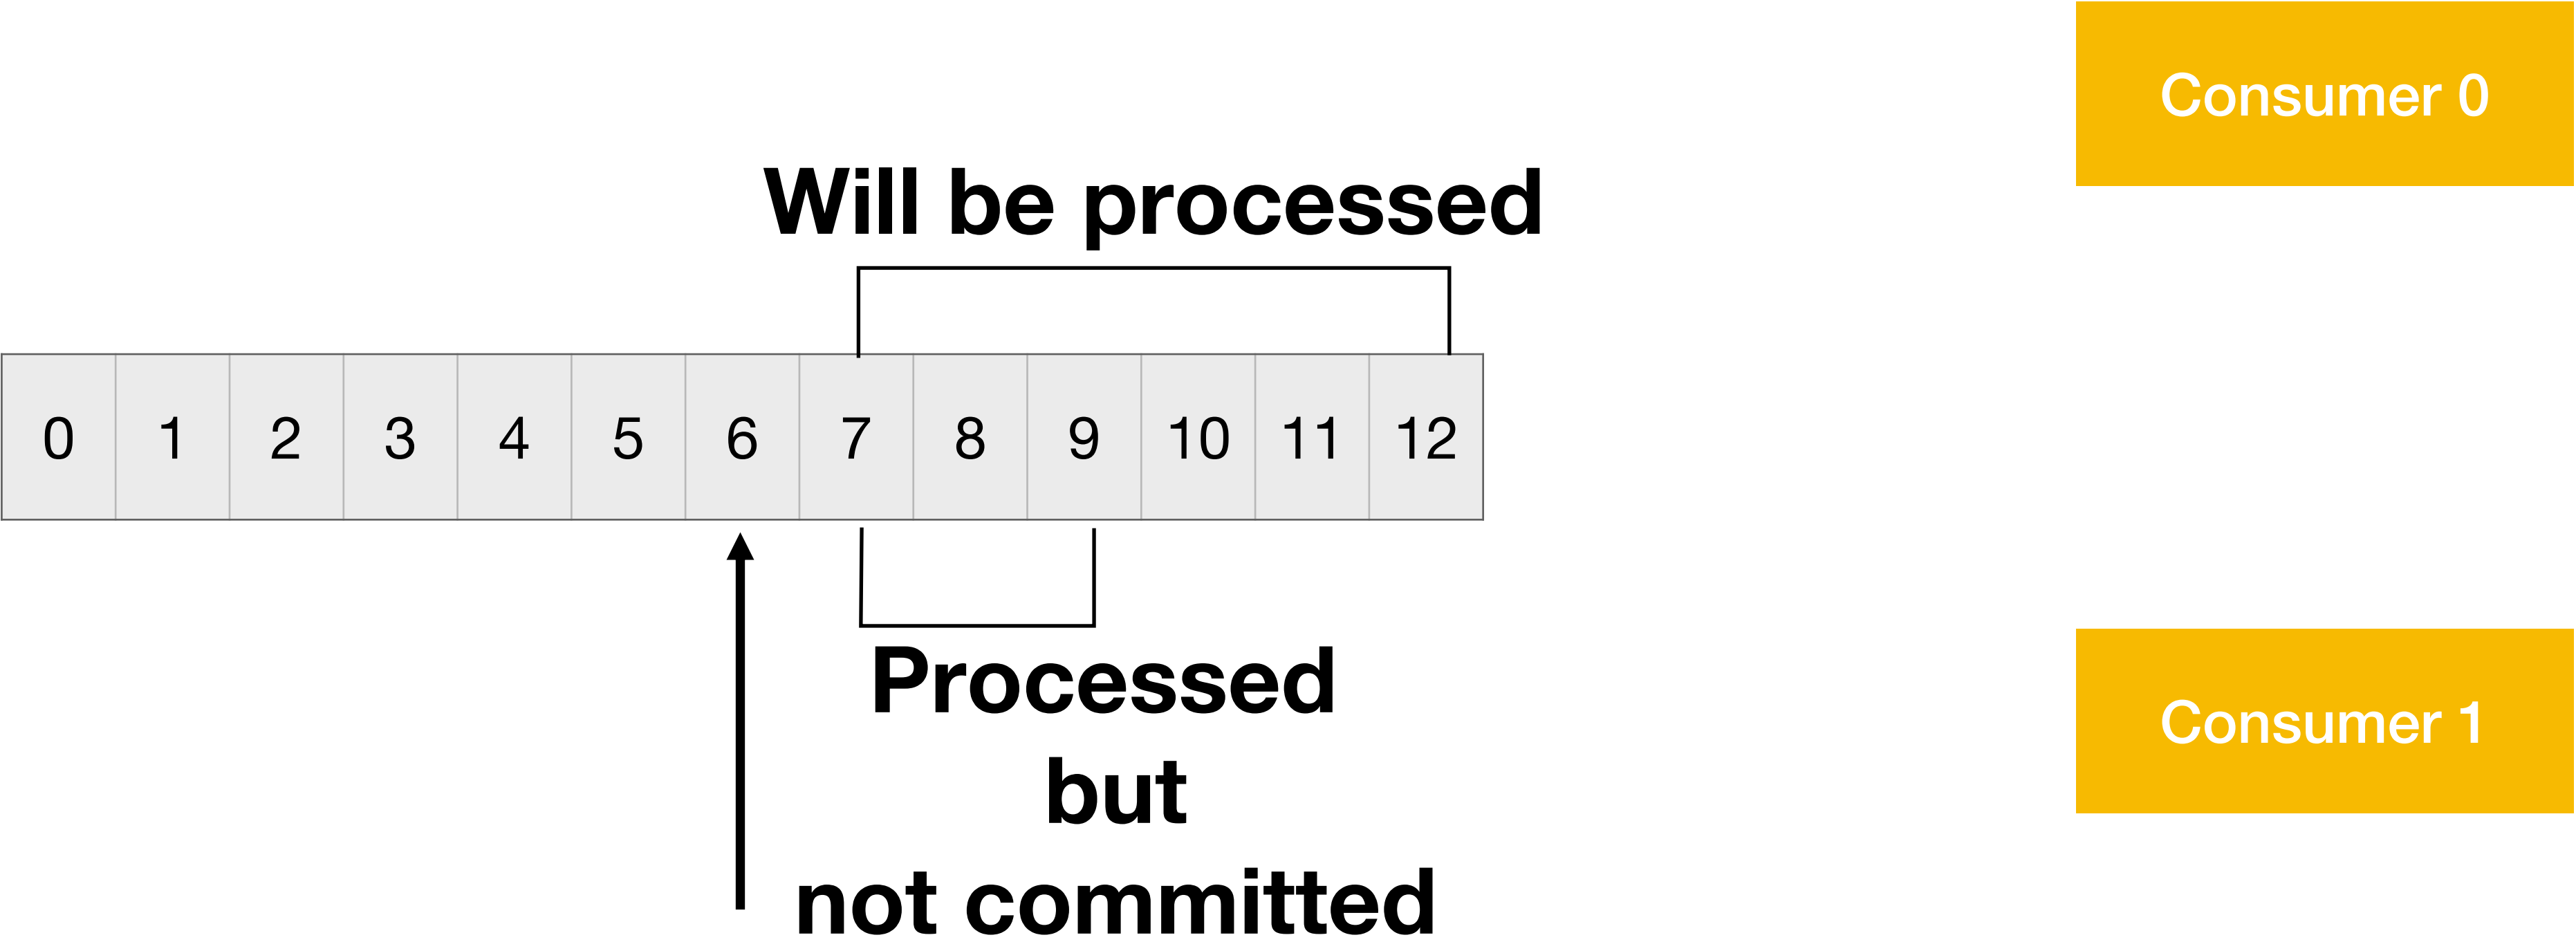 Consumer 0
Will be processed
0 1 2 3 4 5 6 7 8 9 10 11 12
Processed
but
not committed
Consumer 1